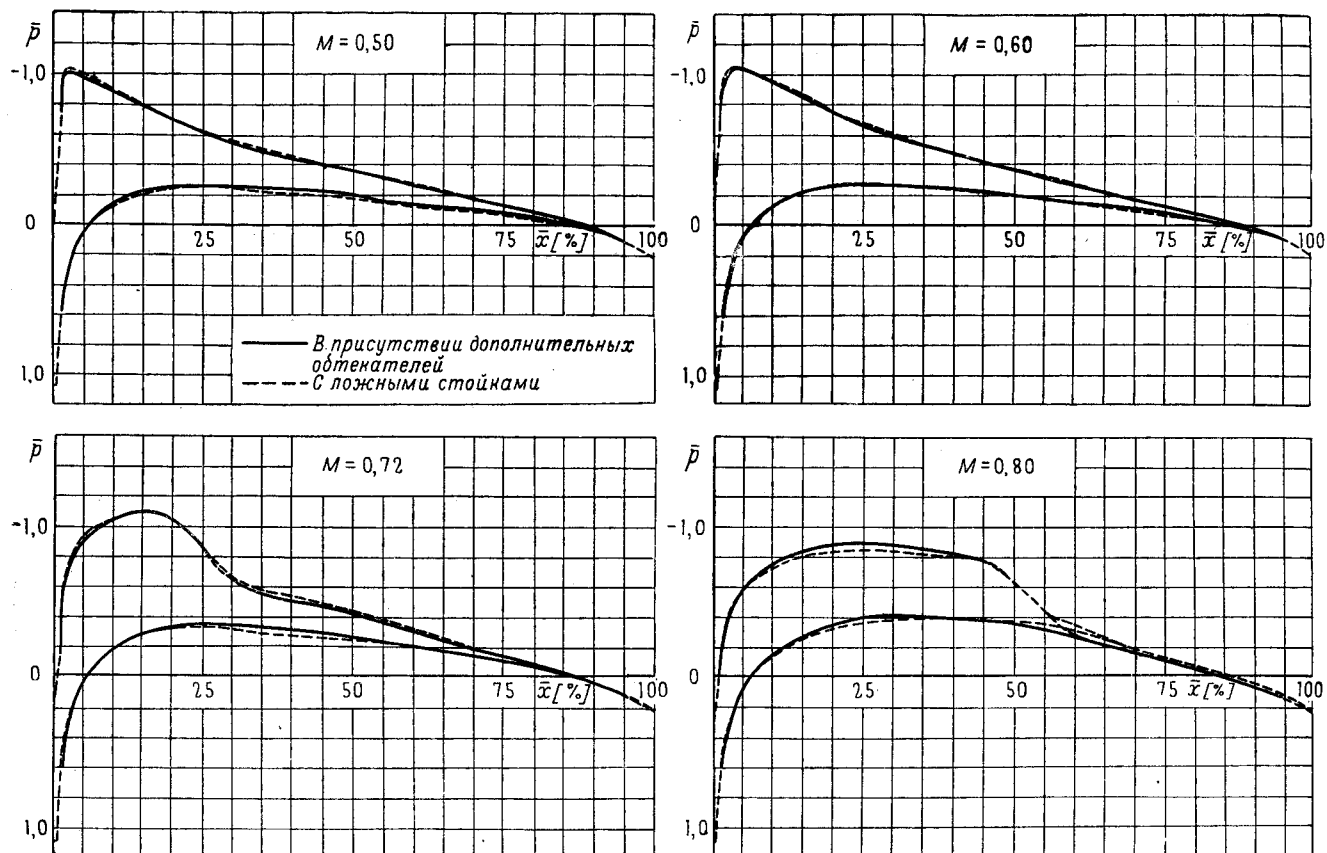 p̄
M = 0,50
-1,0
0
25
50
75
x̄[%]
100
1,0
В присутствии дополнительных
обтекателей
С ложными стойками
p̄
M = 0,60
-1,0
0
25
50
75
x̄[%]
100
1,0
p̄
M = 0,72
-1,0
0
25
50
75
x̄[%]
100
1,0
p̄
M = 0,80
-1,0
0
25
50
75
x̄[%]
100
1,0